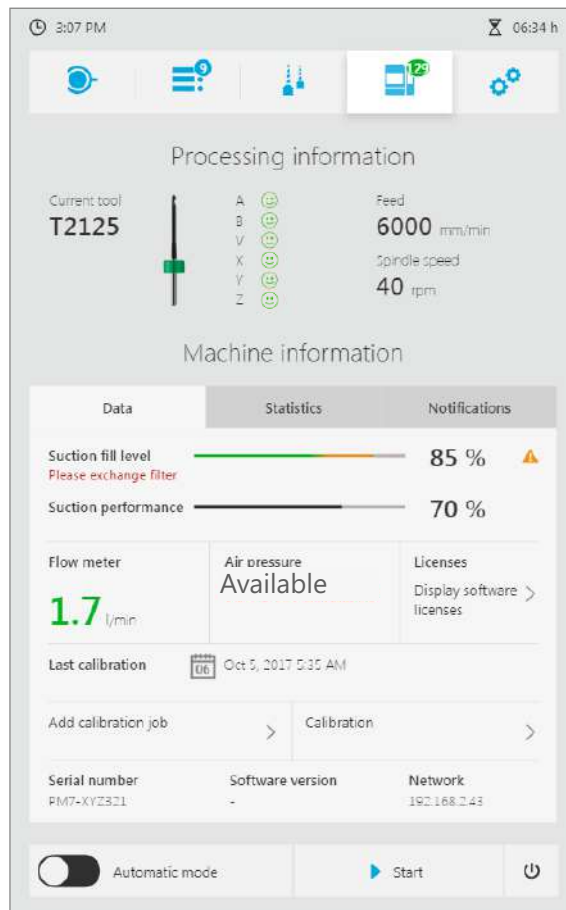 3:07 PM
06:34 h
9
129
Processing information
Current tool
T2125
A
B
V
X
Y
Z
Feed
6000 mm/min
Spindle speed
40 rpm
Machine information
Data
Statistics
Notifications
Suction fill level
Please exchange filter
85 %
Suction performance
70 %
Flow meter
1.7 l/min
Air pressure
Available
Licenses
Display software
licenses
Last calibration
06
Oct 5, 2017 5:35 AM
Add calibration job
Calibration
Serial number
PM7-XYZ321
Software version
-
Network
192.168.2.43
Automatic mode
Start